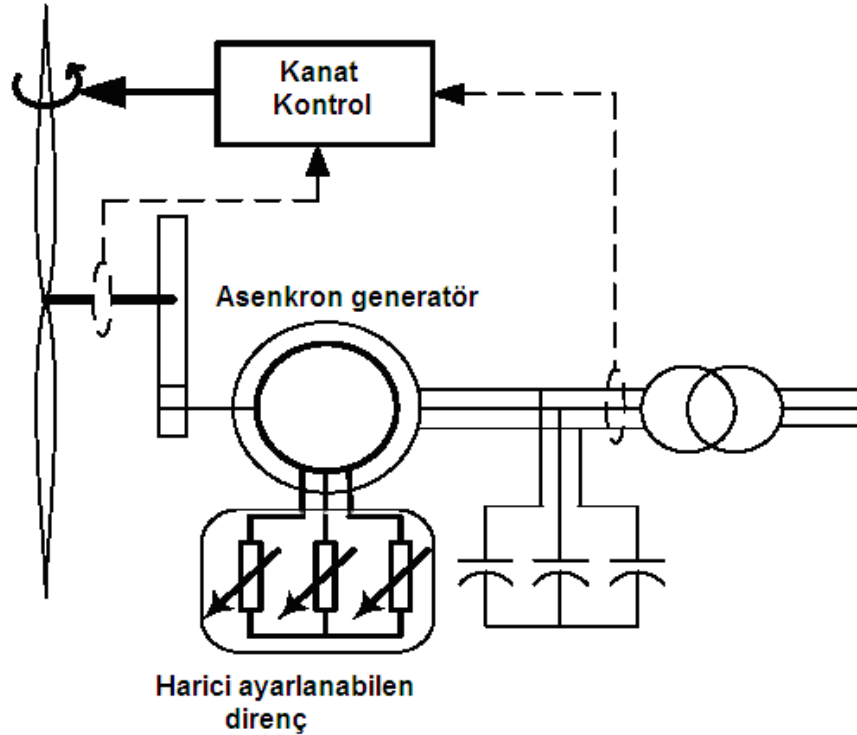 Kanat
Kontrol
Asenkron generatör
Harici ayarlanabilen
direnç